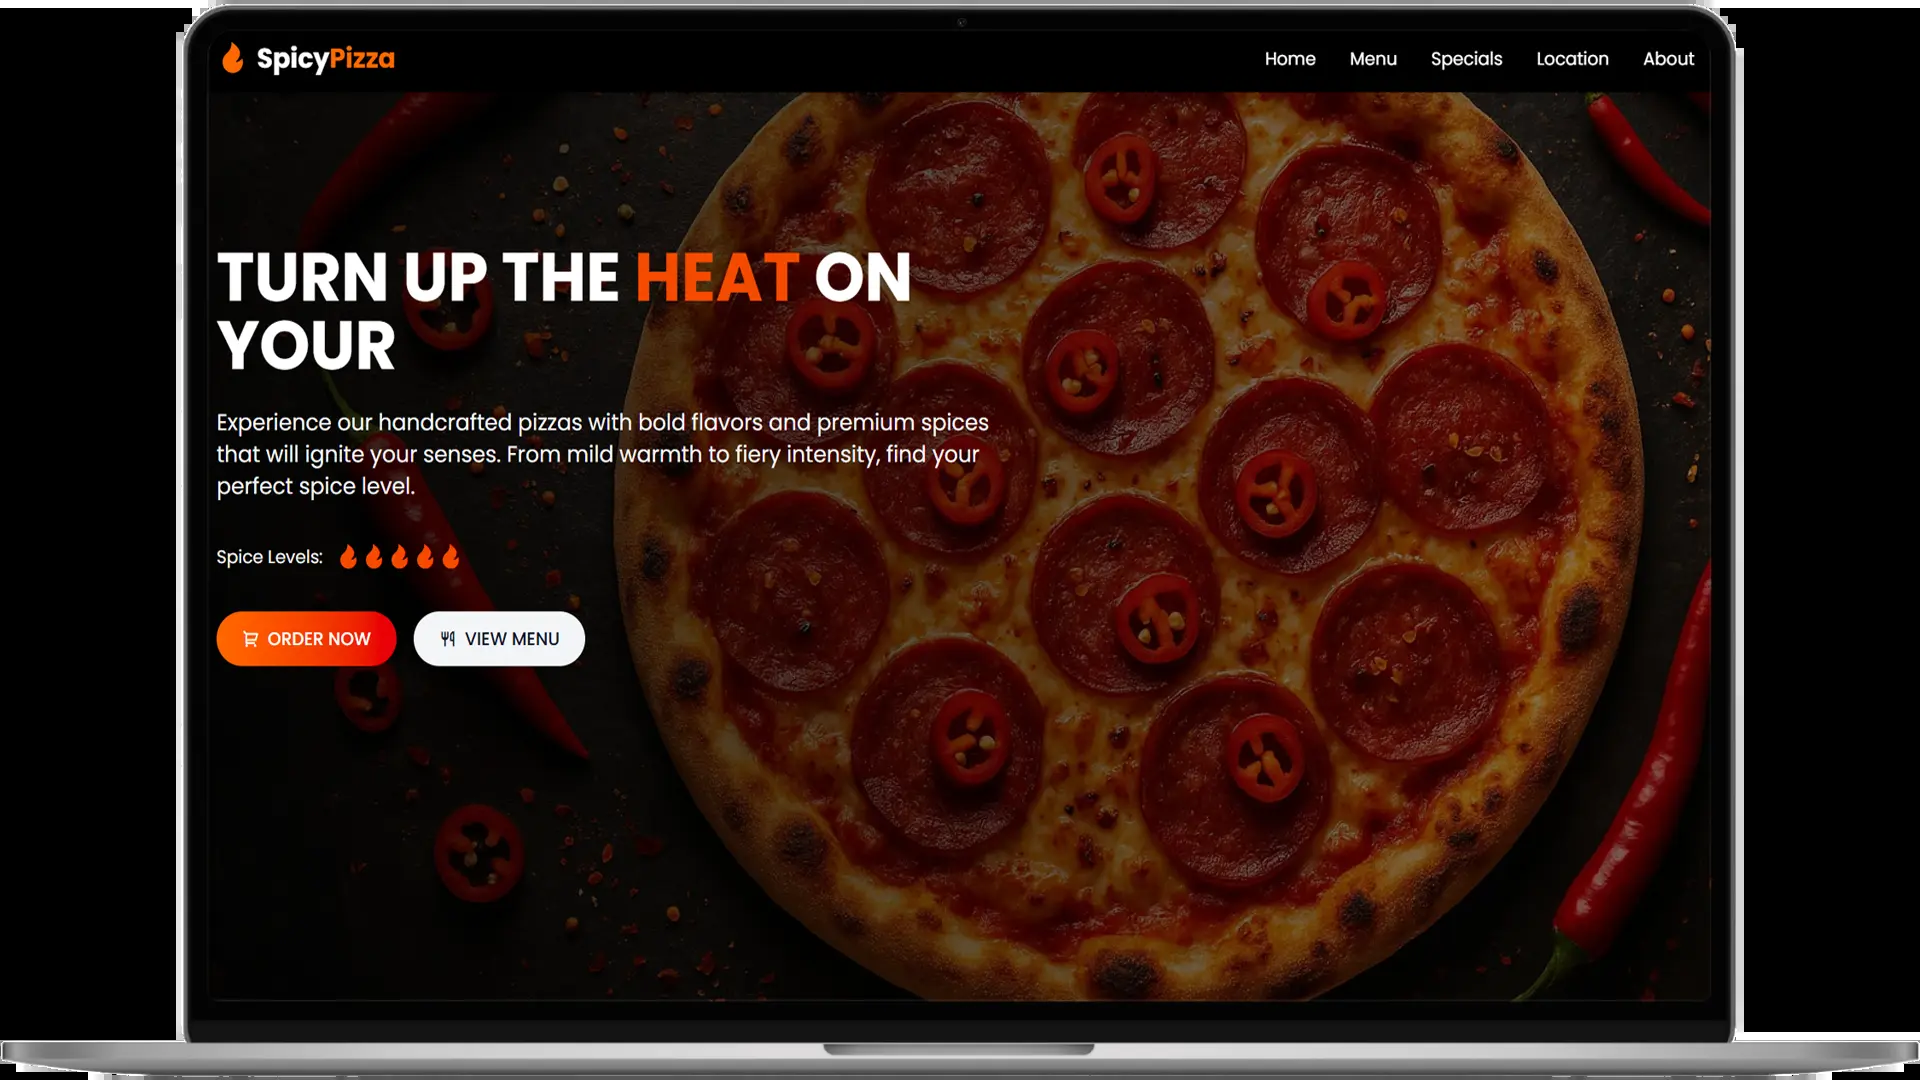 SpicyPizza
Home Menu Specials Location About
TURN UP THE HEAT ON
YOUR
Experience our handcrafted pizzas with bold flavors and premium spices
that will ignite your senses. From mild warmth to fiery intensity, find your
perfect spice level.
Spice Levels:
ORDER NOW VIEW MENU